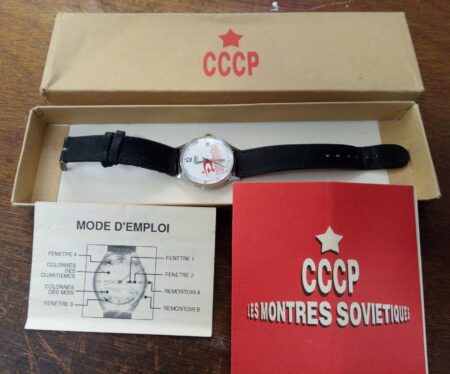 CCCP
MODE D'EMPLOI
FENETRE 4
FENETRE 1
COLONNES
DES
QUANTIEMES
FENETRE 2
COLONNES
DES MOIS
REMONTOIR A
FENETRE 3
REMONTOIR B
CCCP
LES MONTRES SOVIETIQUES